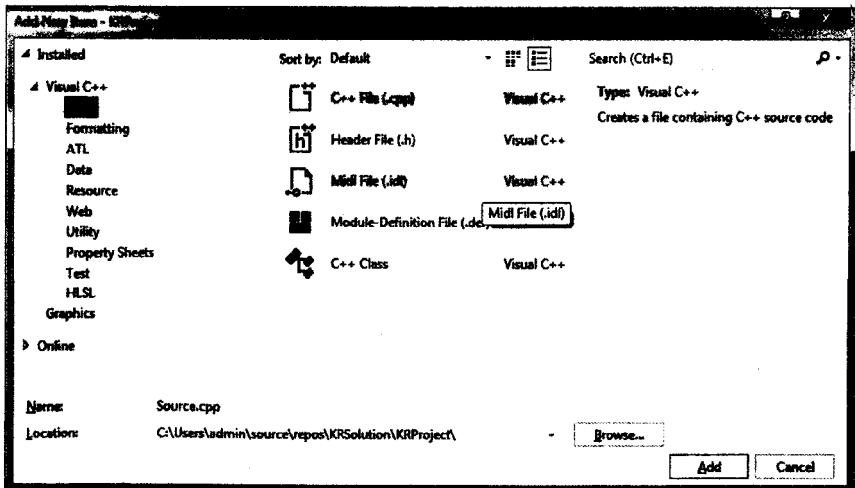 Add New Item - KRProject
Installed
Sort by: Default
Search (Ctrl+E)
Visual C++
Formatting
ATL
Data
Resource
Web
Utility
Property Sheets
Test
HLSL
Graphics
Online
C++ File (.cpp) Visual C++
Header File (.h) Visual C++
Midl File (.idl) Visual C++
Module-Definition File
Midl File (.idl)
C++ Class Visual C++
Type: Visual C++
Creates a file containing C++ source code
Name: Source.cpp
Location: C:\Users\admin\source\repos\KRSolution\KRProject\
Browse...
Add Cancel